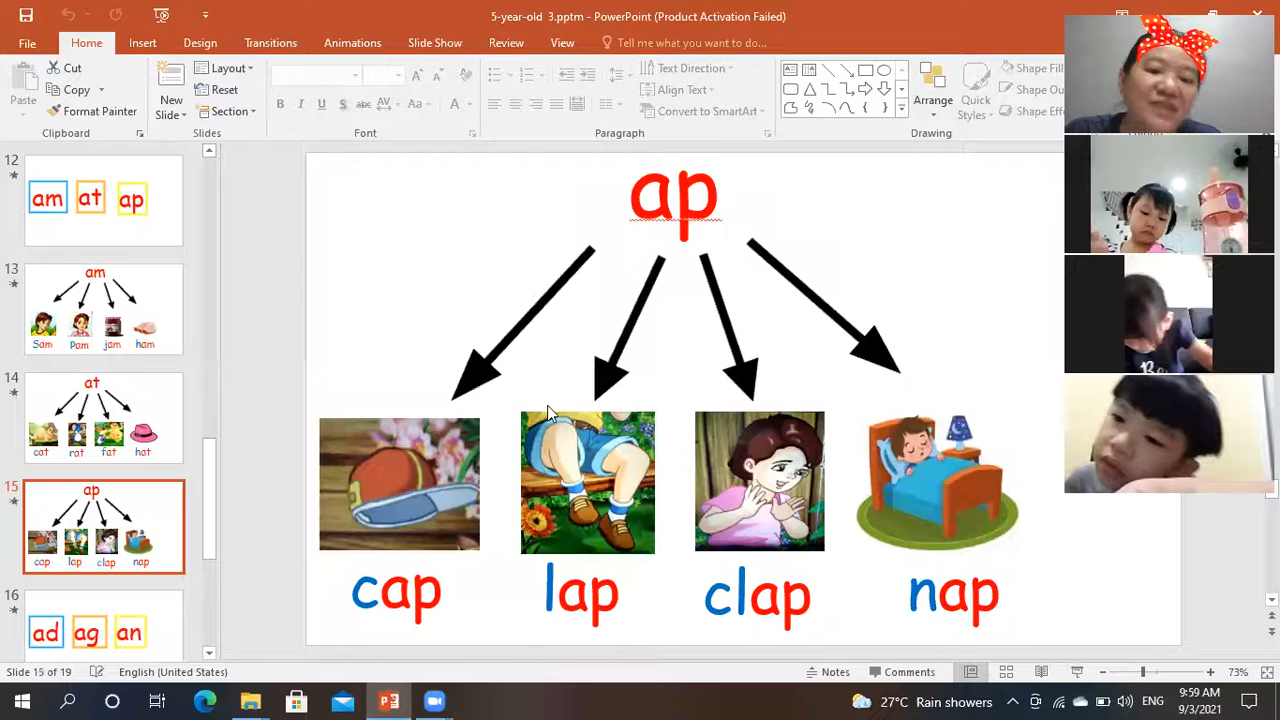 5-year-old 3.pptm - PowerPoint (Product Activation Failed)
File Home Insert Design Transitions Animations Slide Show Review View Tell me what you want to do...
Paste
Cut
Copy
Format Painter
Clipboard
New Slide
Layout
Reset
Section
Slides
B I U S abc AV Aa A
Font
Text Direction
Align Text
Convert to SmartArt
Paragraph
Arrange
Quick Styles
Shape Fill
Shape Ou
Shape Effe
Drawing
12
am at ap
13
am
Sam Pam jam ham
14
at
cat rat fat hat
15
ap
cap lap clap nap
16
ad ag an
ap
cap lap clap nap
Slide 15 of 19 English (United States) Notes Comments 73%
27°C Rain showers ENG 9:59 AM
9/3/2021